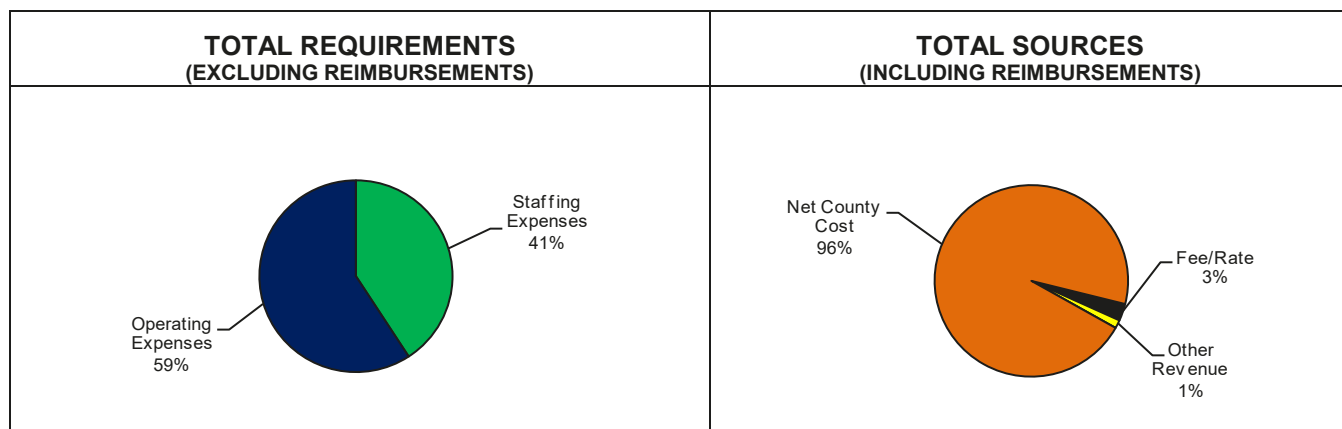 TOTAL REQUIREMENTS
(EXCLUDING REIMBURSEMENTS)
Staffing
Expenses
41%
Operating
Expenses
59%
TOTAL SOURCES
(INCLUDING REIMBURSEMENTS)
Net County
Cost
96%
Fee/Rate
3%
Other
Revenue
1%